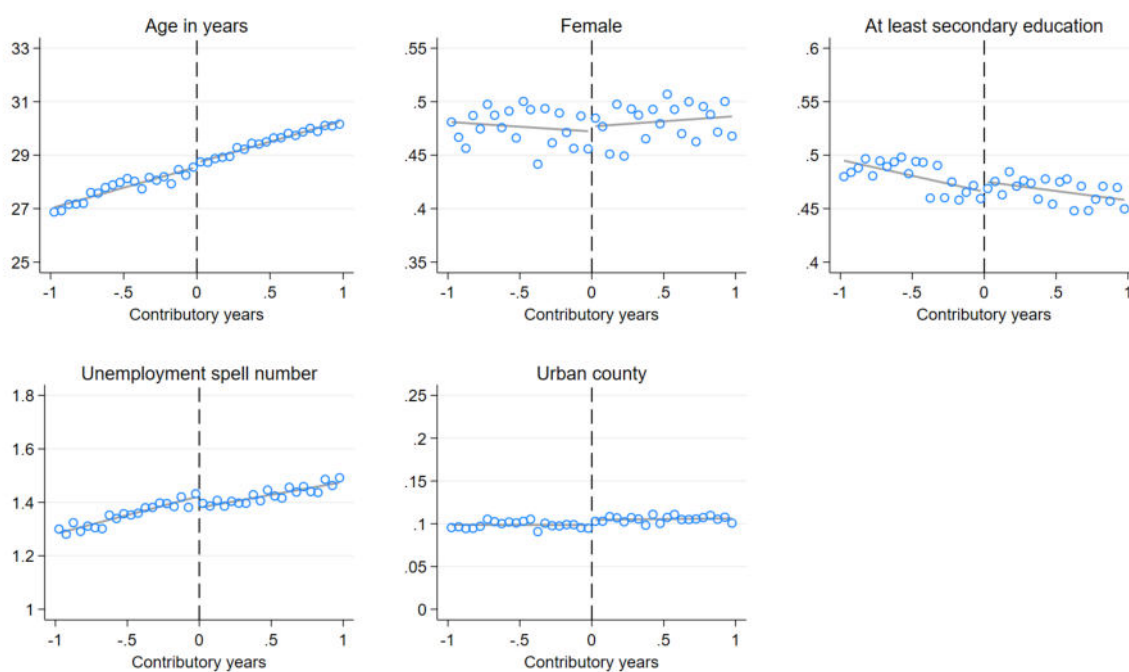 Age in years
33
31
29
27
25
-1 -.5 0 .5 1
Contributory years
Female
.55
.5
.45
.4
.35
-1 -.5 0 .5 1
Contributory years
At least secondary education
.6
.55
.5
.45
.4
-1 -.5 0 .5 1
Contributory years
Unemployment spell number
1.8
1.6
1.4
1.2
1
-1 -.5 0 .5 1
Contributory years
Urban county
.25
.2
.15
.1
.05
0
-1 -.5 0 .5 1
Contributory years